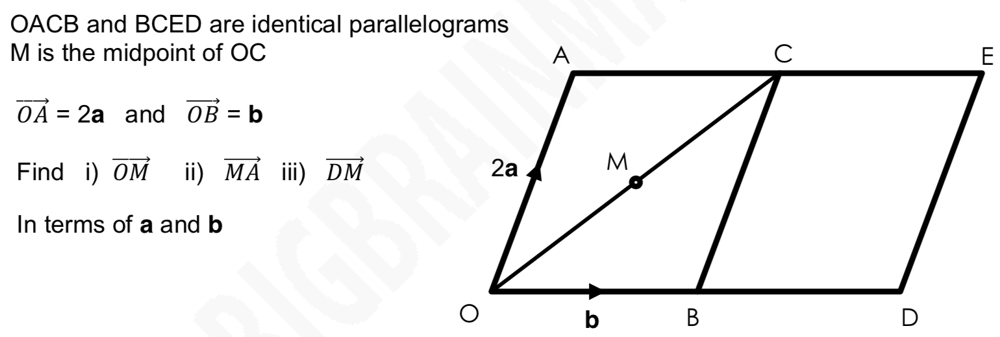 OACB and BCED are identical parallelograms
M is the midpoint of OC
OA = 2a and OB = b
Find i) OM ii) MA iii) DM
In terms of a and b
A
C
E
2a
M
O
b
B
D
BIGBRAINMA